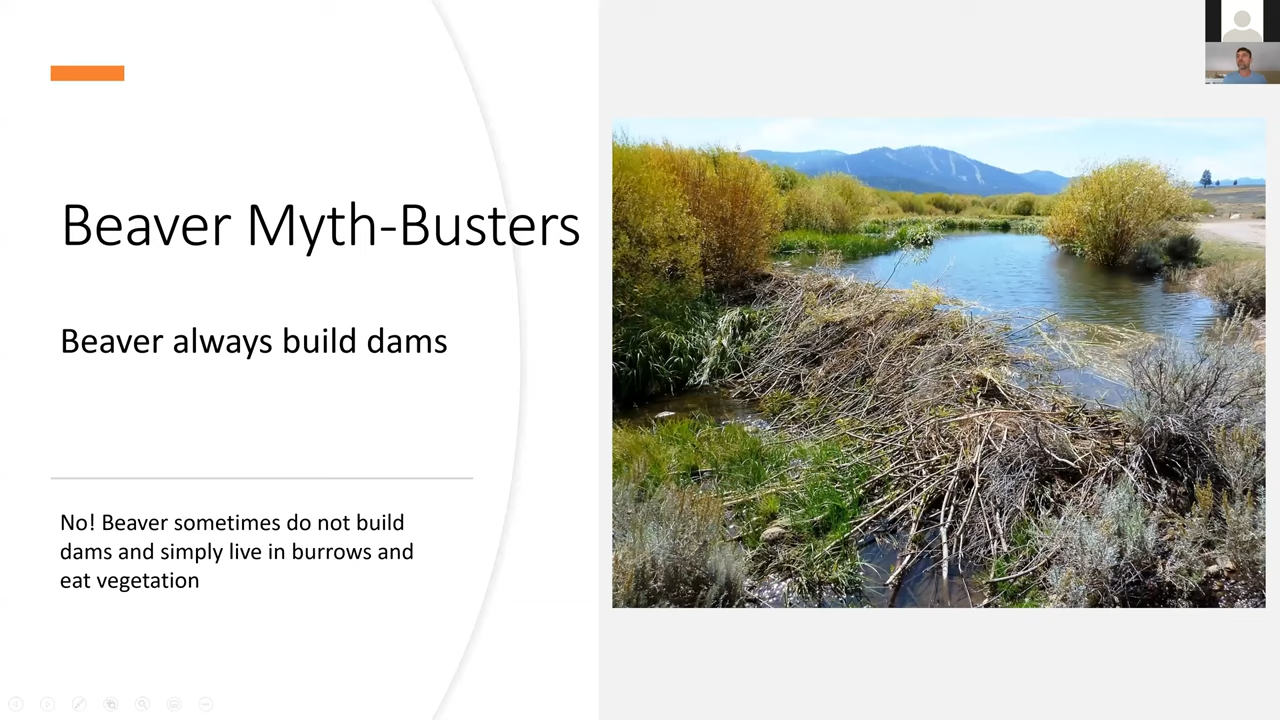 Beaver Myth-Busters
Beaver always build dams
No! Beaver sometimes do not build
dams and simply live in burrows and
eat vegetation